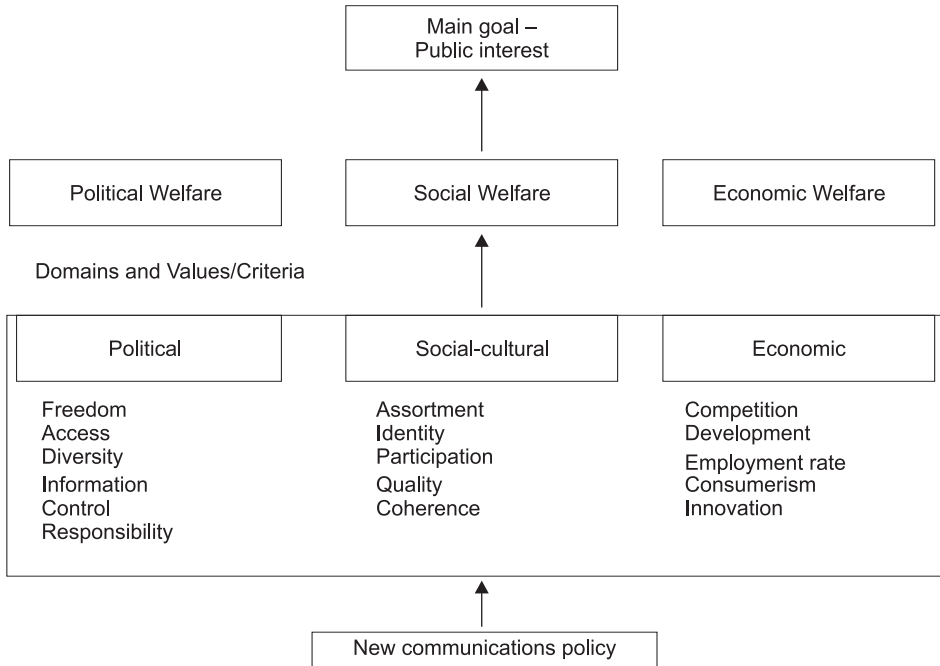 Main goal –
Public interest
Political Welfare
Social Welfare
Economic Welfare
Domains and Values/Criteria
Political
Social-cultural
Economic
Freedom
Access
Diversity
Information
Control
Responsibility
Assortment
Identity
Participation
Quality
Coherence
Competition
Development
Employment rate
Consumerism
Innovation
New communications policy